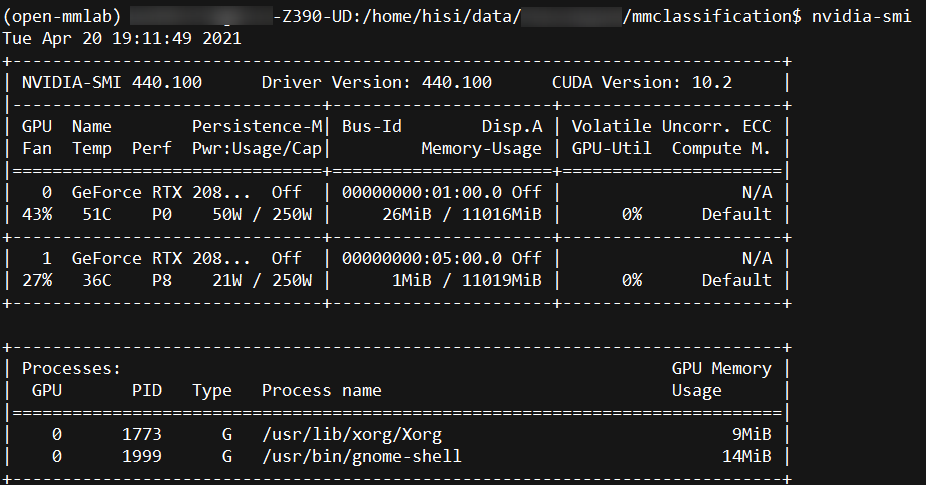 (open-mmlab) -Z390-UD:/home/hisi/data/ /mmclassification$ nvidia-smi
Tue Apr 20 19:11:49 2021
+-----------------------------------------------------------------------------+
| NVIDIA-SMI 440.100      Driver Version: 440.100      CUDA Version: 10.2     |
|-------------------------------+----------------------+----------------------+
| GPU  Name        Persistence-M| Bus-Id        Disp.A | Volatile Uncorr. ECC |
| Fan  Temp  Perf  Pwr:Usage/Cap|         Memory-Usage | GPU-Util  Compute M. |
|===============================+======================+======================|
|   0  GeForce RTX 208...  Off  | 00000000:01:00.0 Off |                  N/A |
| 43%   51C    P0    50W / 250W |     26MiB / 11016MiB |      0%      Default |
+-------------------------------+----------------------+----------------------+
|   1  GeForce RTX 208...  Off  | 00000000:05:00.0 Off |                  N/A |
| 27%   36C    P8    21W / 250W |      1MiB / 11019MiB |      0%      Default |
+-------------------------------+----------------------+----------------------+
+-----------------------------------------------------------------------------+
| Processes:                                                       GPU Memory |
|  GPU       PID   Type   Process name                             Usage      |
|=============================================================================|
|    0      1773      G   /usr/lib/xorg/Xorg                             9MiB |
|    0      1999      G   /usr/bin/gnome-shell                          14MiB |
+-----------------------------------------------------------------------------+